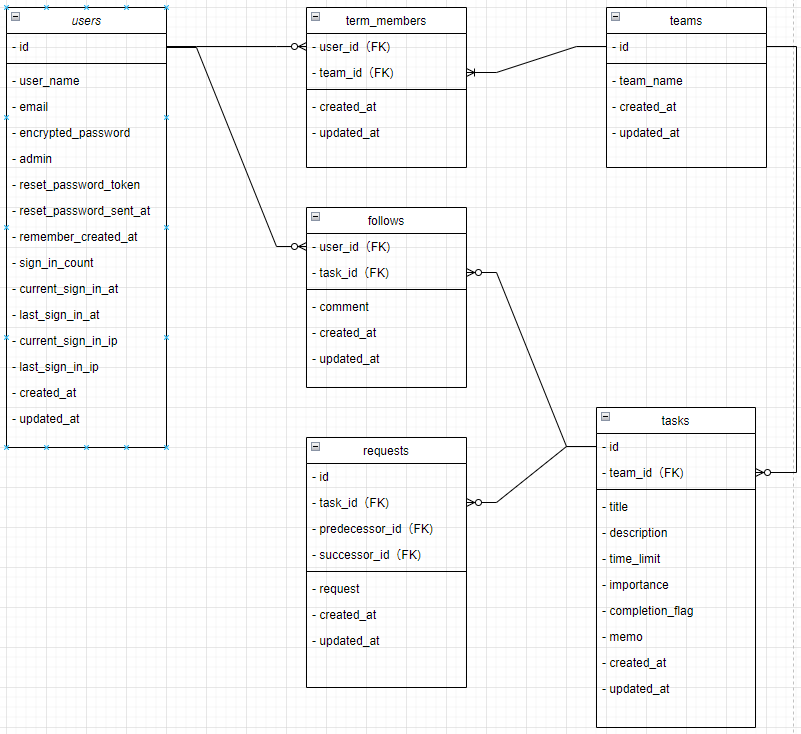 users
- id
- user_name
- email
- encrypted_password
- admin
- reset_password_token
- reset_password_sent_at
- remember_created_at
- sign_in_count
- current_sign_in_at
- last_sign_in_at
- current_sign_in_ip
- last_sign_in_ip
- created_at
- updated_at
term_members
- user_id（FK）
- team_id（FK）
- created_at
- updated_at
teams
- id
- team_name
- created_at
- updated_at
follows
- user_id（FK）
- task_id（FK）
- comment
- created_at
- updated_at
requests
- id
- task_id（FK）
- predecessor_id（FK）
- successor_id（FK）
- request
- created_at
- updated_at
tasks
- id
- team_id（FK）
- title
- description
- time_limit
- importance
- completion_flag
- memo
- created_at
- updated_at